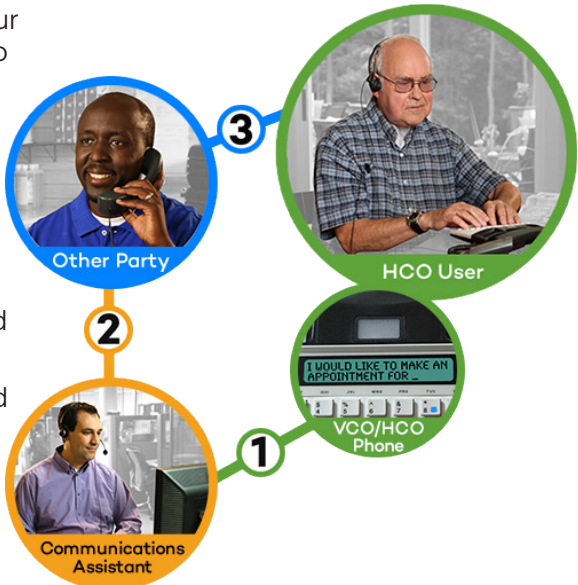 ur
o
3
Other Party
HCO User
d
2
I WOULD LIKE TO MAKE AN
APPOINTMENT FOR _
d
VCO/HCO
Phone
1
Communications
Assistant